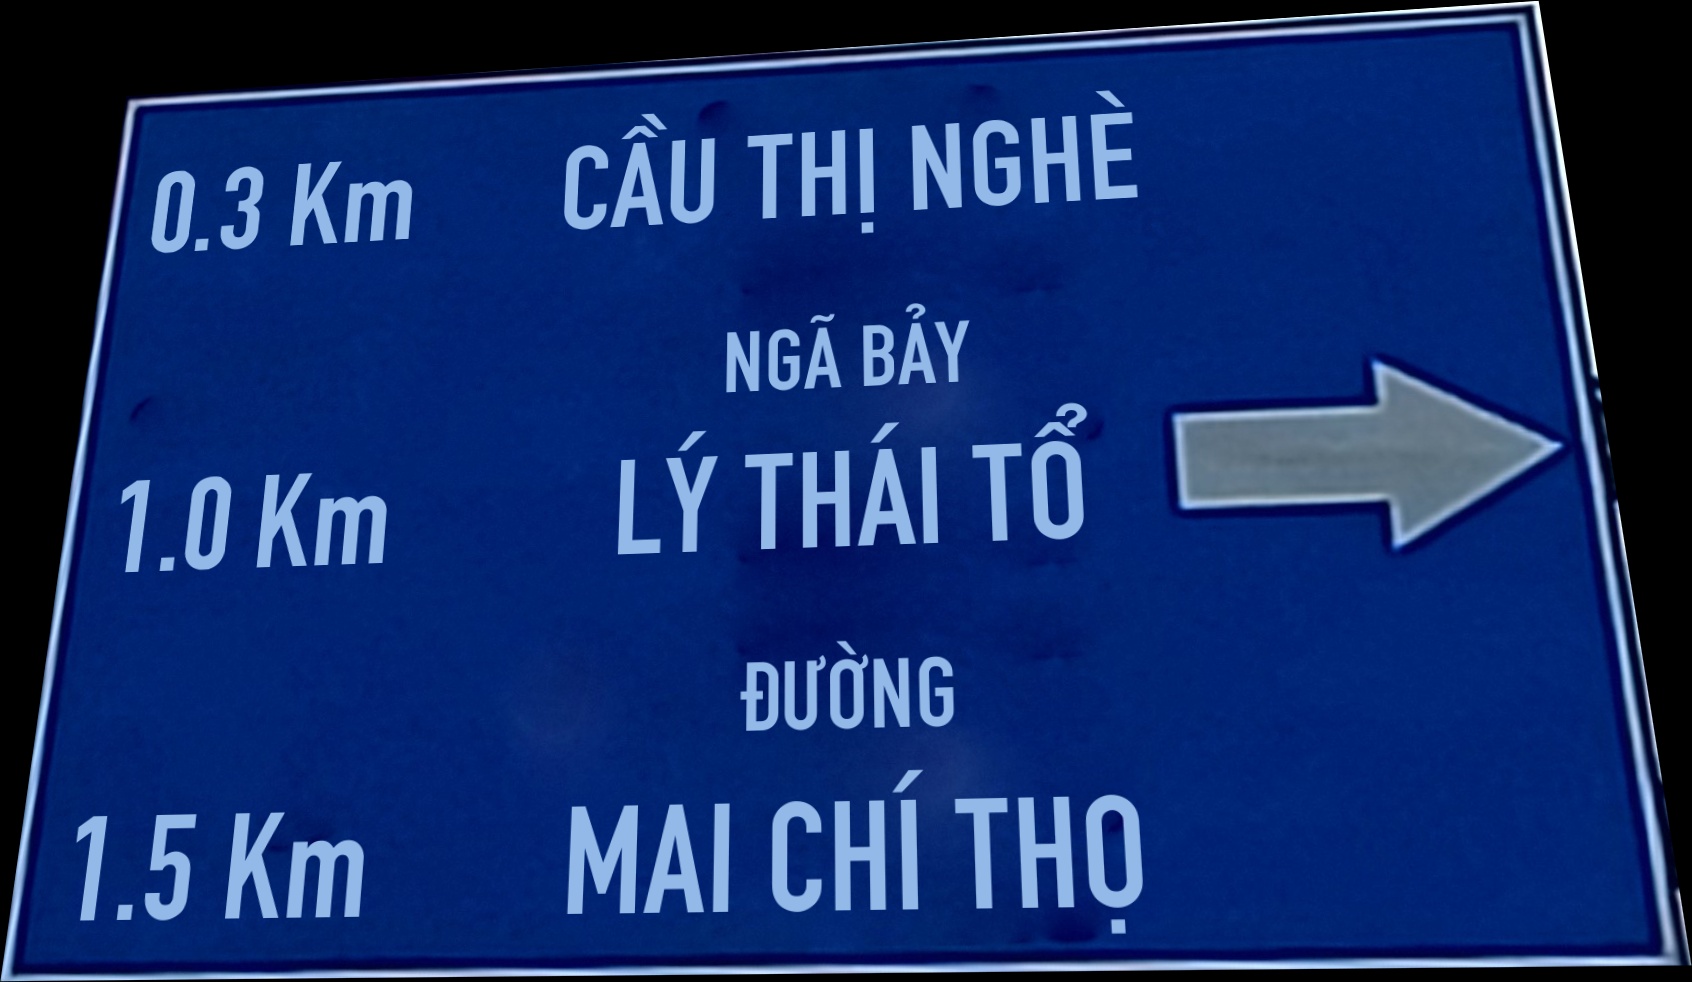 0.3 Km CẦU THỊ NGHÈ
NGÃ BẢY
1.0 Km LÝ THÁI TỔ
ĐƯỜNG
1.5 Km MAI CHÍ THỌ